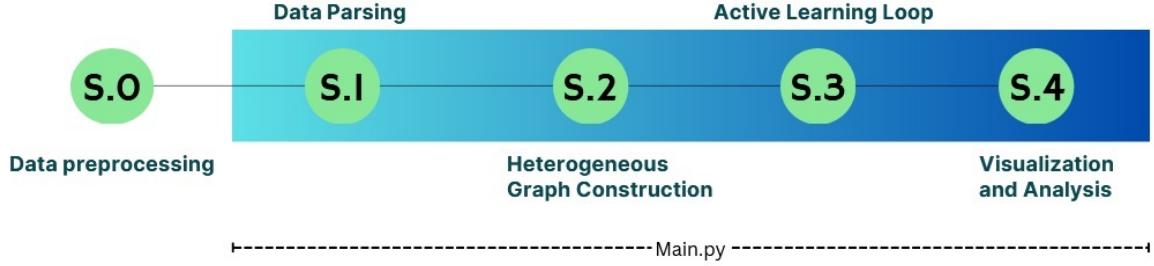 Data Parsing
Active Learning Loop
S.0
S.1
S.2
S.3
S.4
Data preprocessing
Heterogeneous
Graph Construction
Visualization
and Analysis
Main.py